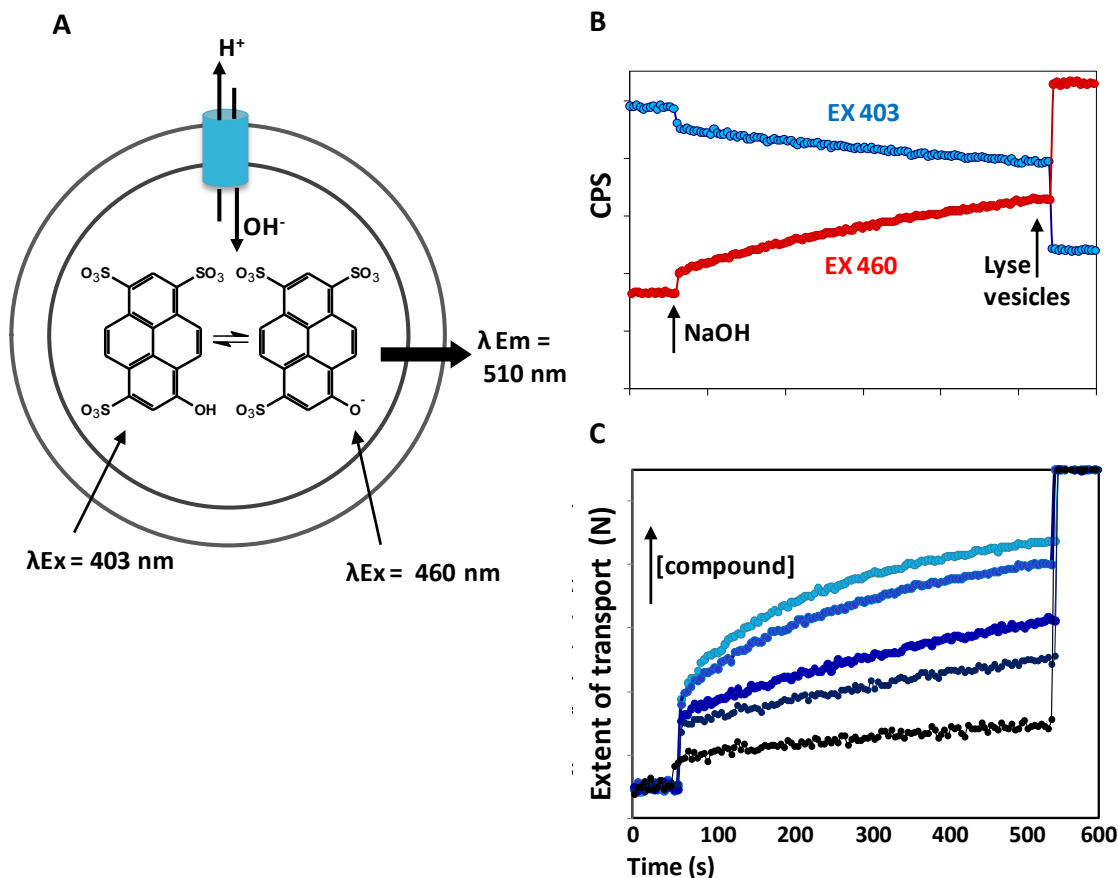 A
H+
OH-
O3S
SO3
O3S
SO3
O3S
OH
O3S
O-
λ Em =
510 nm
λEx = 403 nm
λEx = 460 nm
B
CPS
EX 403
EX 460
NaOH
Lyse
vesicles
C
Extent of transport (N)
[compound]
0 100 200 300 400 500 600
Time (s)